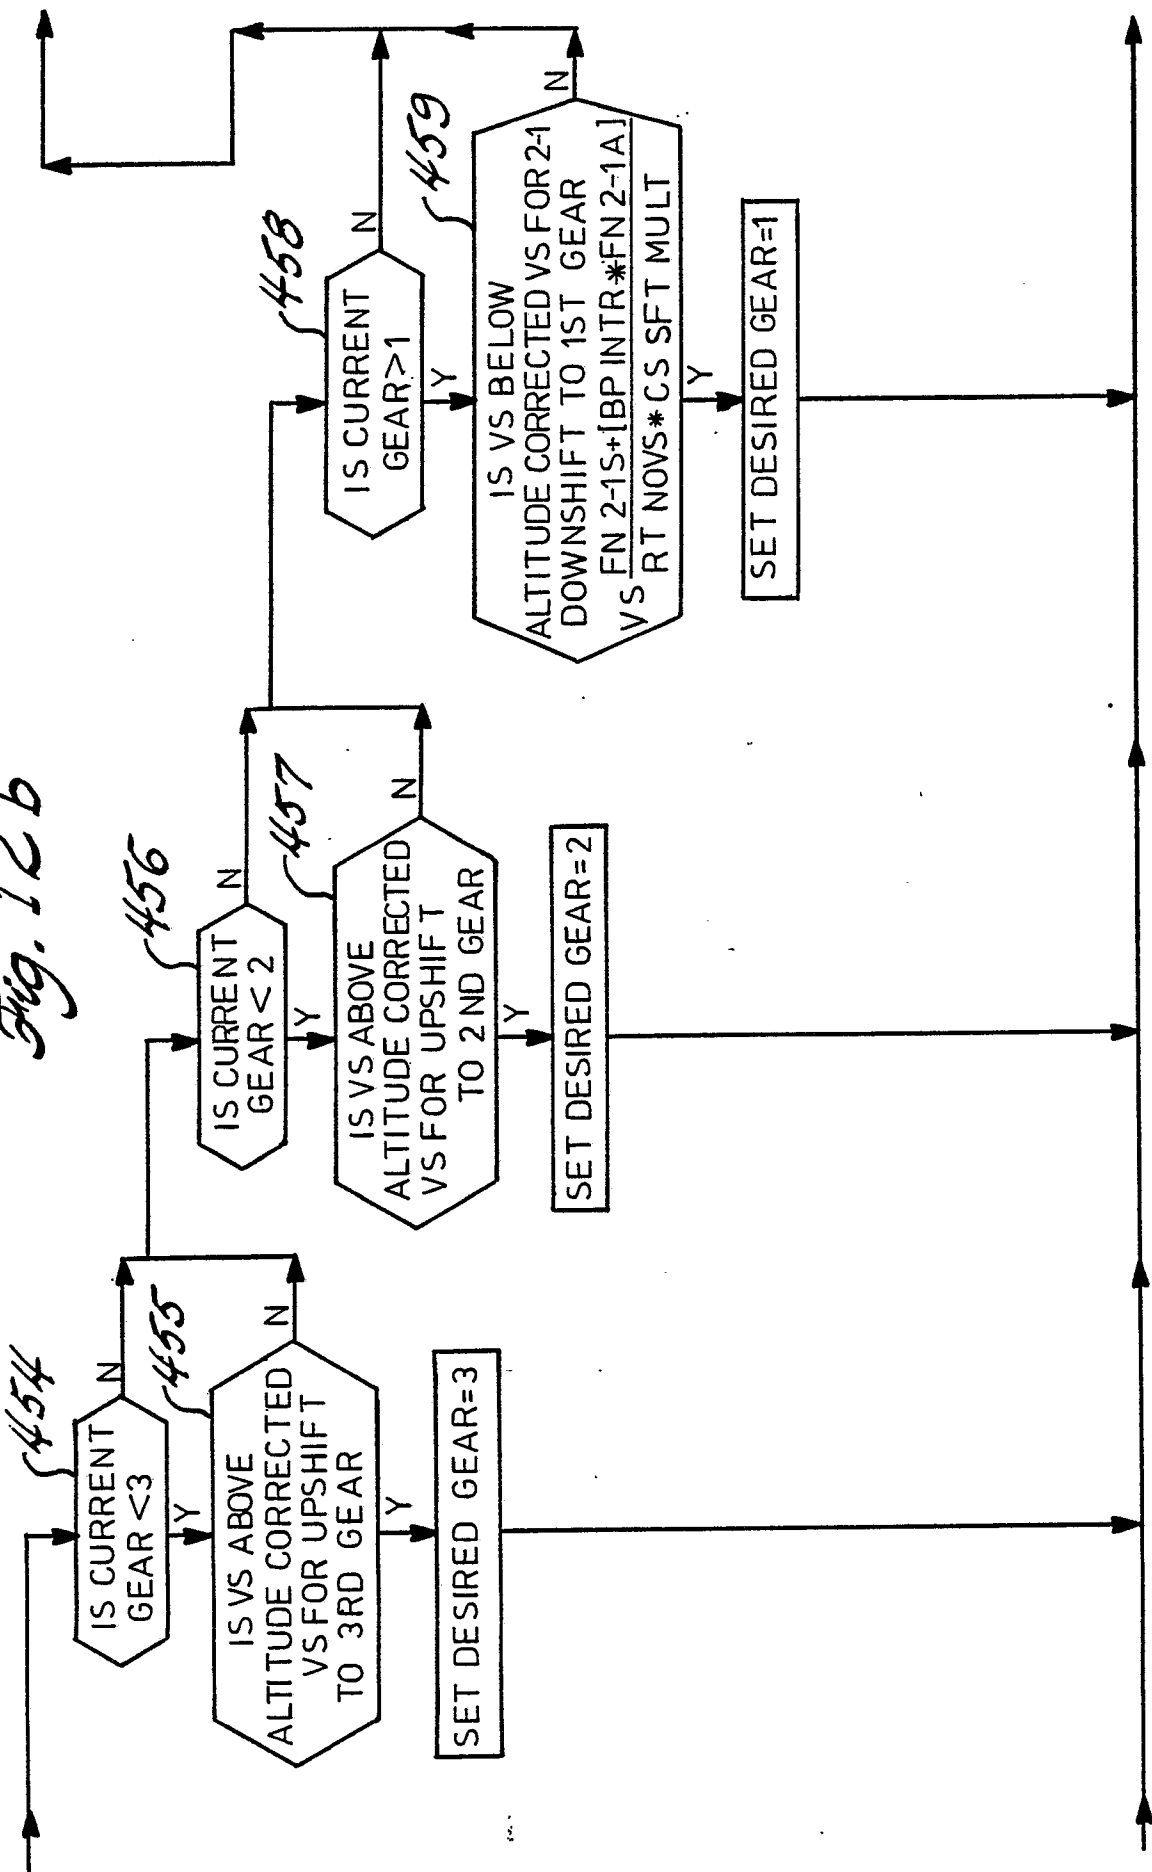 Fig. 12b
454
IS CURRENT
GEAR <3
N
Y
455
IS VS ABOVE
ALTITUDE CORRECTED
VS FOR UPSHIFT
TO 3RD GEAR
N
Y
SET DESIRED GEAR=3
456
IS CURRENT
GEAR < 2
N
Y
457
IS VS ABOVE
ALTITUDE CORRECTED
VS FOR UPSHIFT
TO 2ND GEAR
N
Y
SET DESIRED GEAR=2
458
IS CURRENT
GEAR>1
N
Y
459
IS VS BELOW
ALTITUDE CORRECTED VS FOR 2-1
DOWNSHIFT TO 1ST GEAR
VS FN 2-1S+[BP INTR*FN 2-1A]
RT NOVS*CS SFT MULT
N
Y
SET DESIRED GEAR=1